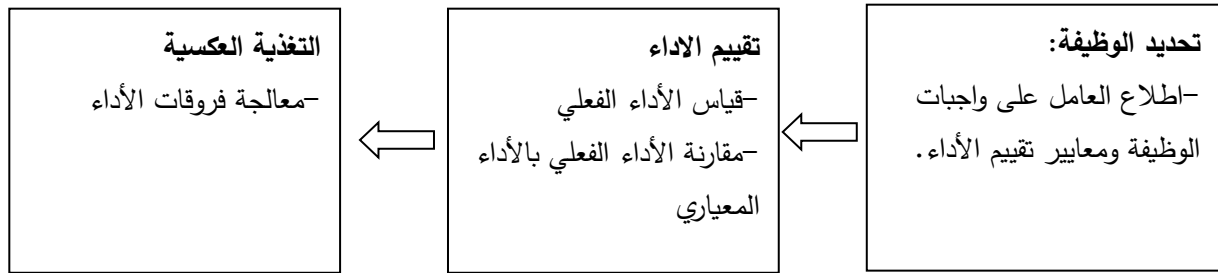 تحديد الوظيفة:
-اطلاع العامل على واجبات
الوظيفة ومعايير تقييم الأداء.
تقييم الاداء
-قياس الأداء الفعلي
-مقارنة الأداء الفعلي بالأداء
المعياري
التغذية العكسية
-معالجة فروقات الأداء